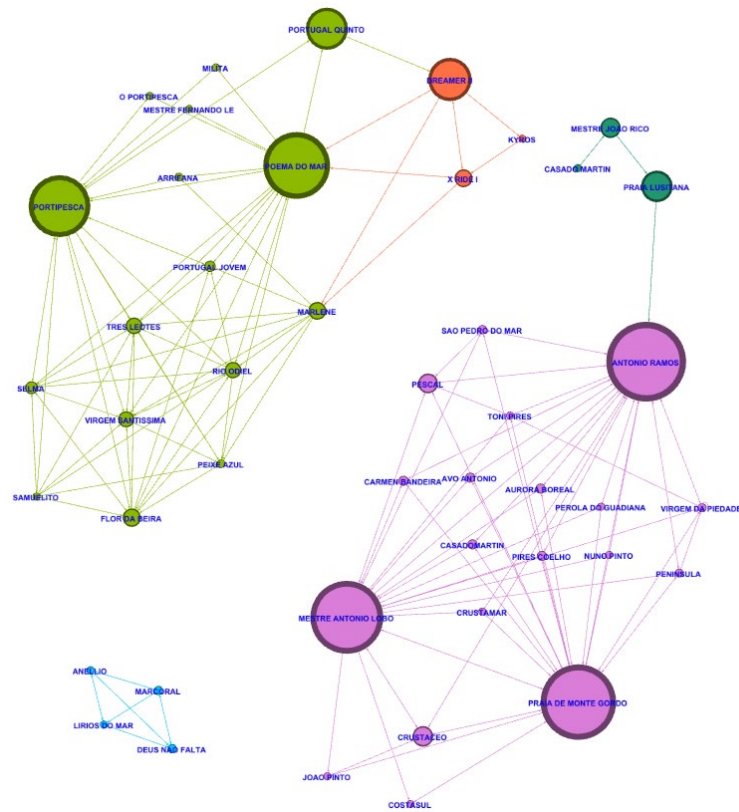 PORTUGAL QUINTO
MILITA
DREAMER II
O PORTIPESCA
MESTRE FERNANDO LE
MESTRE JOAO RICO
KYROS
POEMA DO MAR
CASADO MARTIN
ARRIFANA
X RIDE I
PRAIA LUSITANA
PORTIPESCA
PORTUGAL JOVEM
MARLENE
TRES LEOTES
SAO PEDRO DO MAR
ANTONIO RAMOS
RIO ODIEL
SELMA
PESCAL
VIRGEM SANTISSIMA
TONI PIRES
PEIXE AZUL
CARMEN BANDEIRA
AVO ANTONIO
AURORA BOREAL
SAMUELITO
PEROLA DO GUADIANA
VIRGEM DA PIEDADE
FLOR DA BEIRA
CASADOMARTIN
PIRES COELHO
NUNO PINTO
PENINSULA
CRUSTAMAR
MESTRE ANTONIO LOBO
ANELLIO
MARCORAL
PRAIA DE MONTE GORDO
LIRIOS DO MAR
CRUSTACEO
DEUS NAO FALTA
JOAO PINTO
COSTASUL